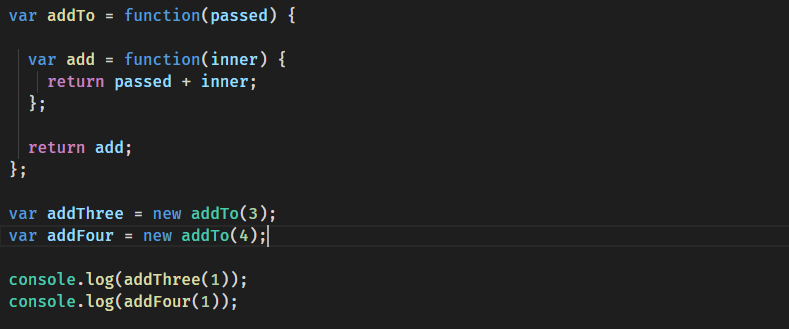 var addTo = function(passed) {
var add = function(inner) {
return passed + inner;
};
return add;
};
var addThree = new addTo(3);
var addFour = new addTo(4);
console.log(addThree(1));
console.log(addFour(1));